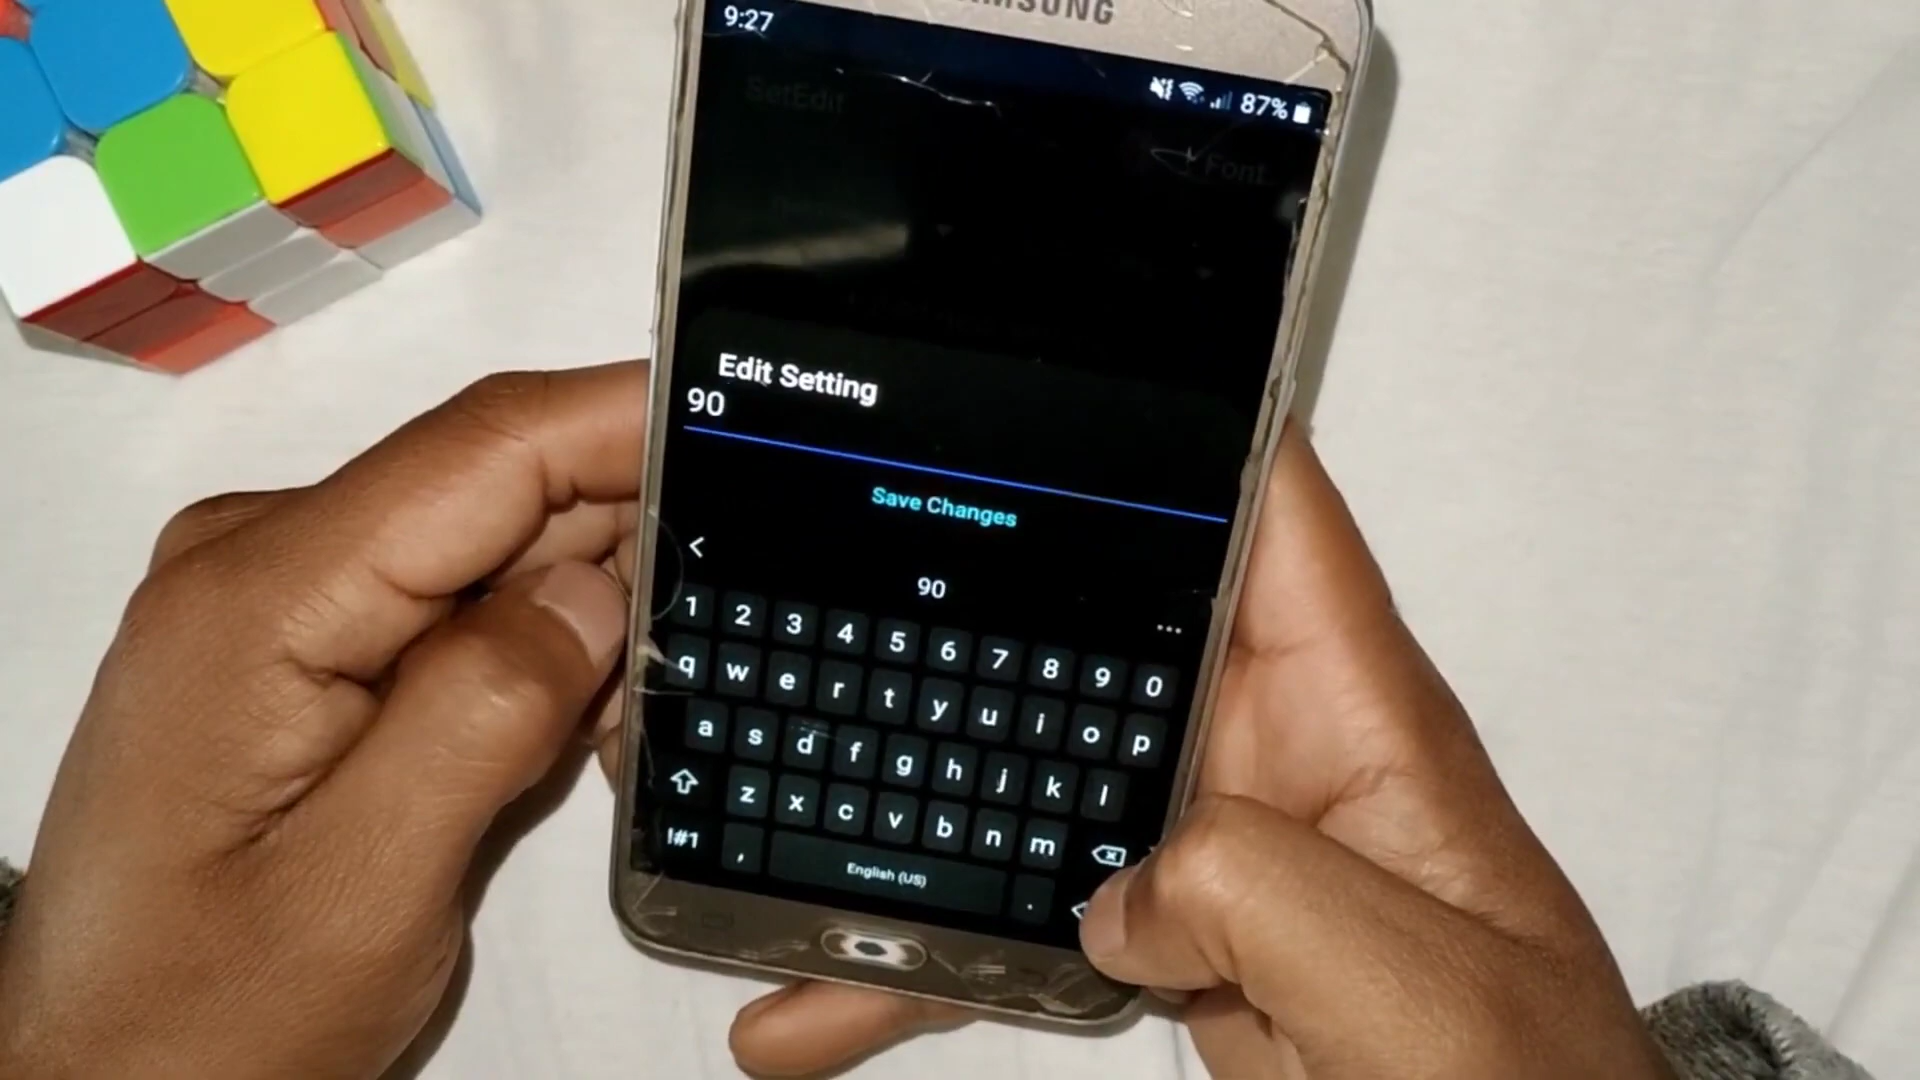 SAMSUNG
9:27
87%
SetEdit
+ Font
Edit Setting
90
Save Changes
<
90
...
1 2 3 4 5 6 7 8 9 0
q w e r t y u i o p
a s d f g h j k l
z x c v b n m
!#1 , English (US) .